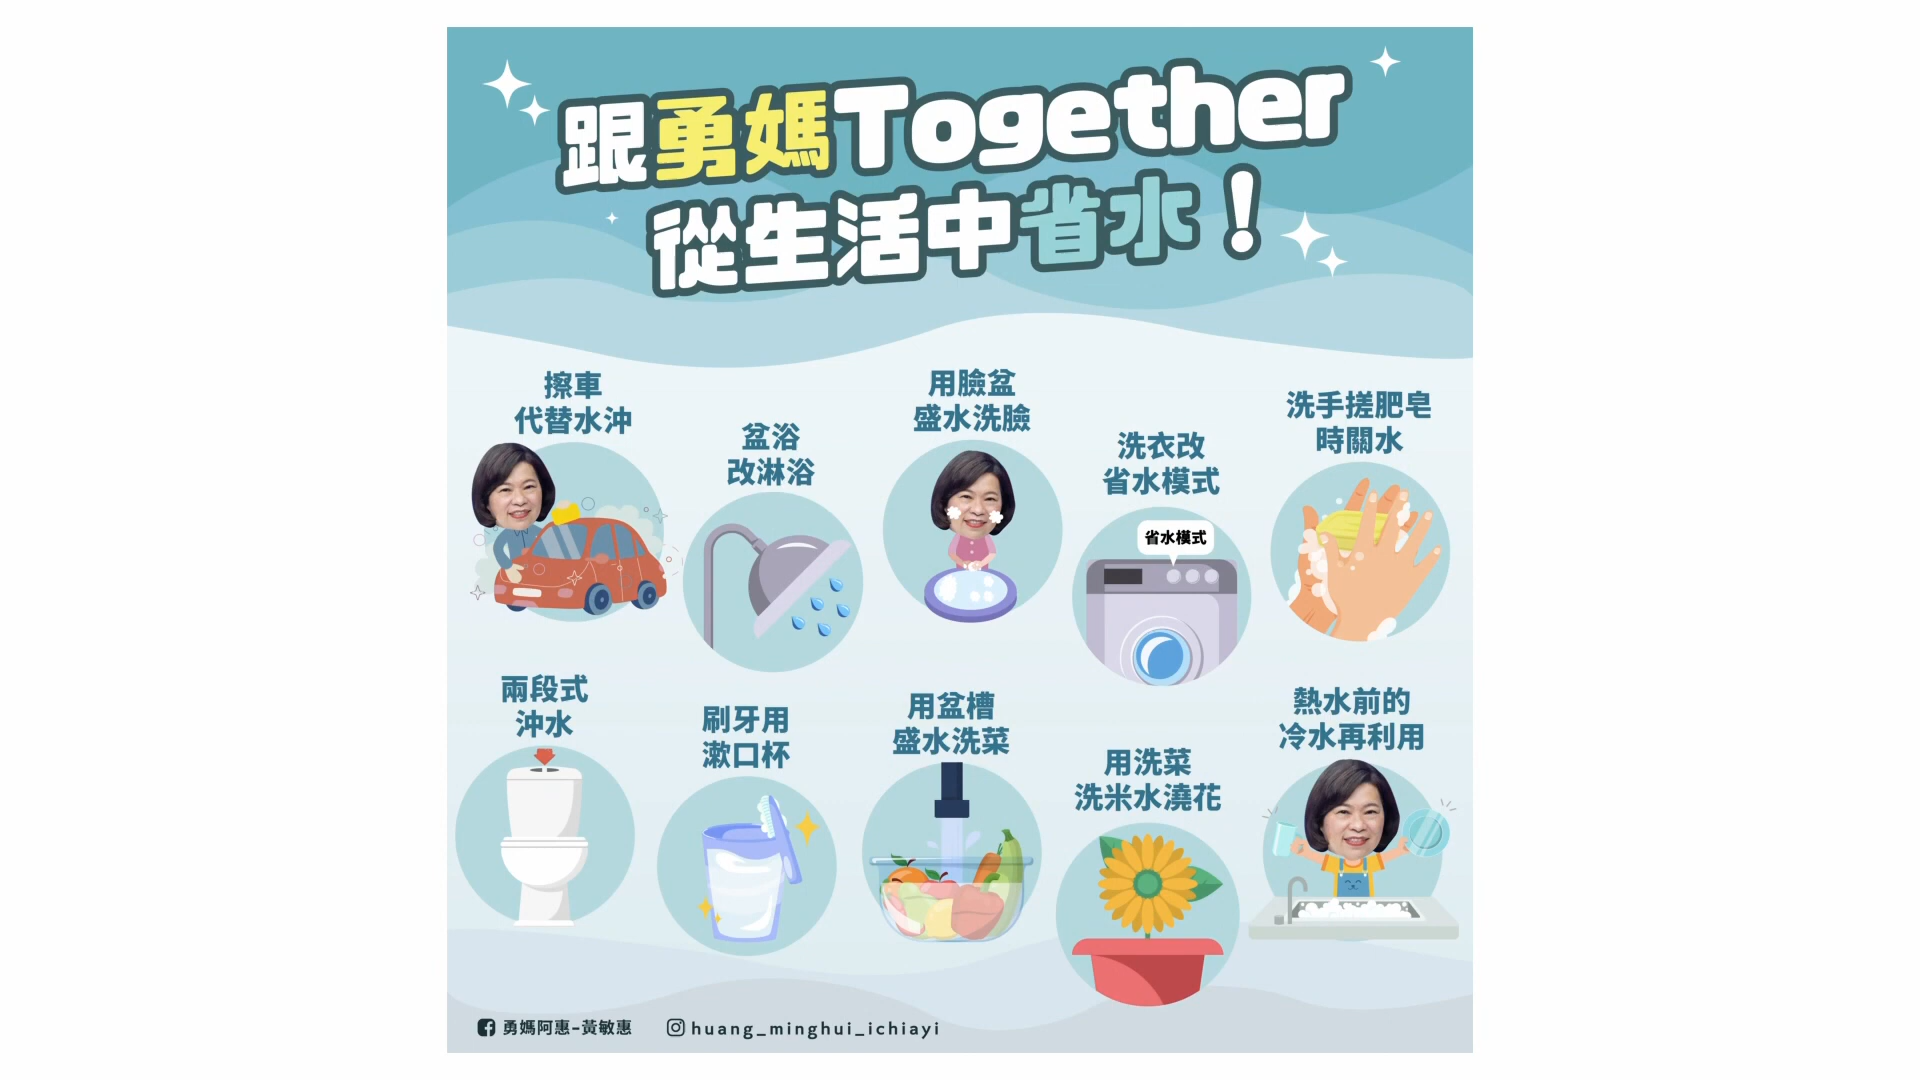 跟勇媽Together
從生活中省水！
擦車
代替水沖
盆浴
改淋浴
用臉盆
盛水洗臉
洗衣改
省水模式
省水模式
洗手搓肥皂
時關水
兩段式
沖水
刷牙用
漱口杯
用盆槽
盛水洗菜
用洗菜
洗米水澆花
熱水前的
冷水再利用
勇媽阿惠-黃敏惠
huang_minghui_ichiayi